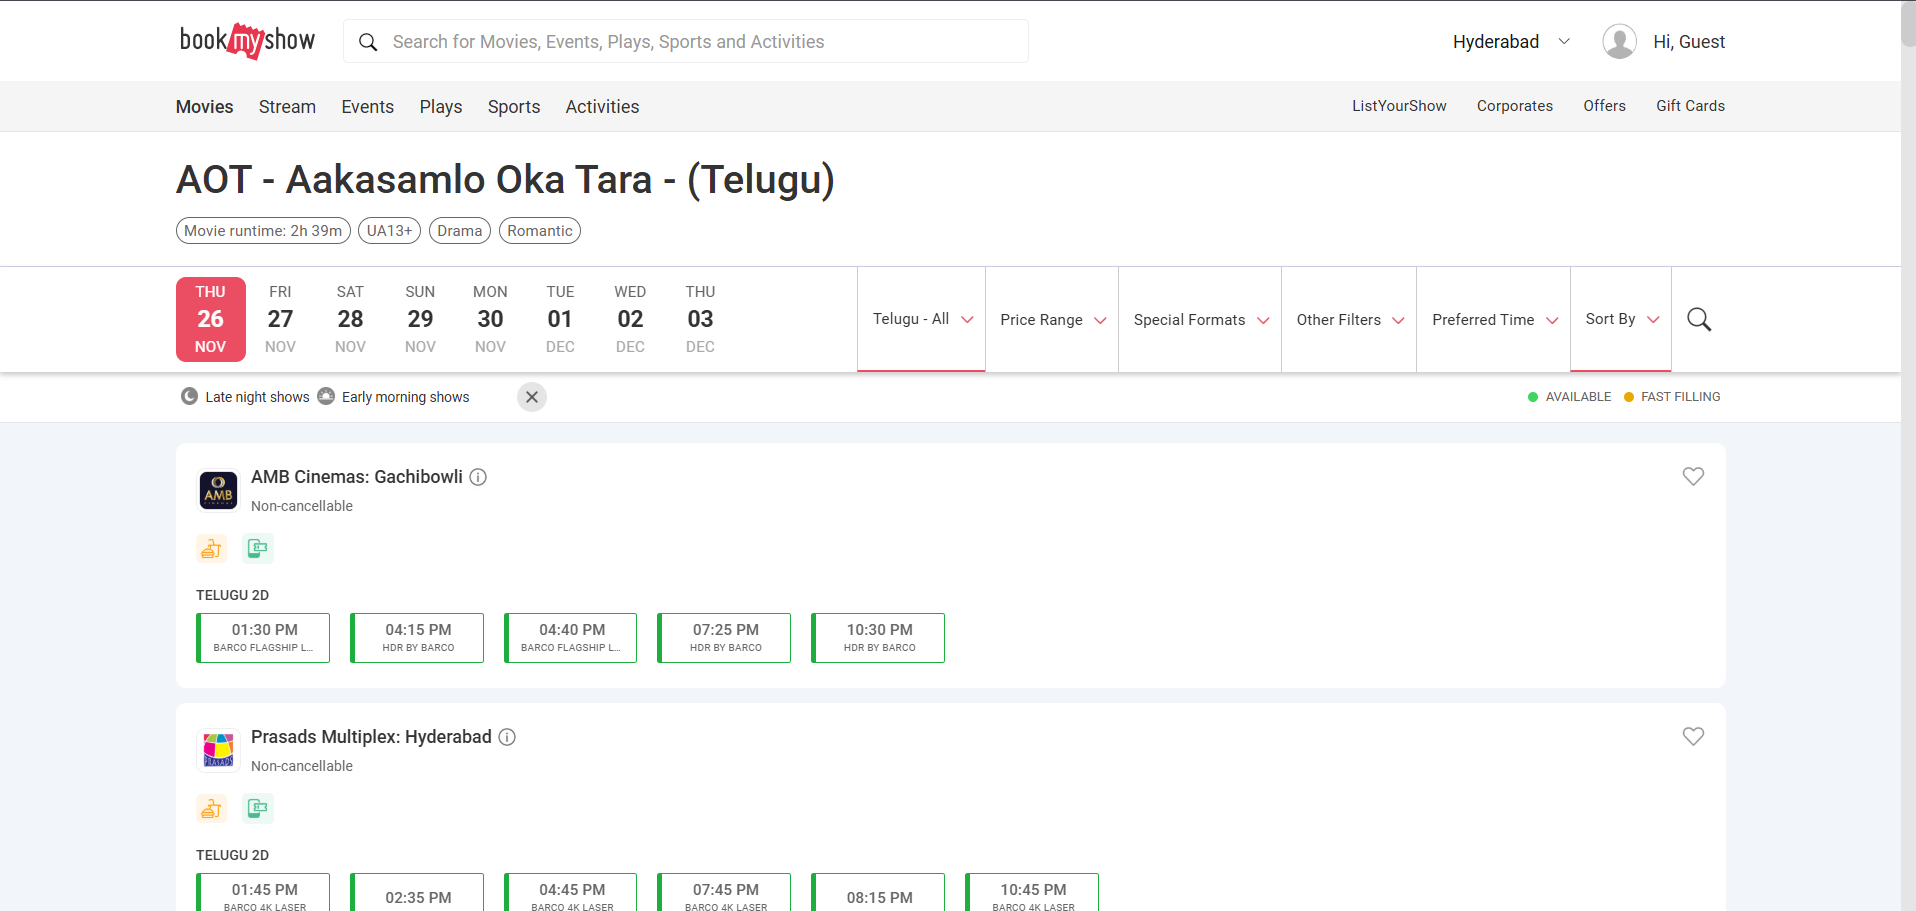 bookmyshow
Search for Movies, Events, Plays, Sports and Activities
Hyderabad
Hi, Guest
Movies Stream Events Plays Sports Activities
ListYourShow Corporates Offers Gift Cards
AOT - Aakasamlo Oka Tara - (Telugu)
Movie runtime: 2h 39m UA13+ Drama Romantic
THU FRI SAT SUN MON TUE WED THU
26 27 28 29 30 01 02 03
NOV NOV NOV NOV NOV DEC DEC DEC
Telugu - All Price Range Special Formats Other Filters Preferred Time Sort By
Late night shows Early morning shows
AVAILABLE FAST FILLING
AMB
AMB Cinemas: Gachibowli
Non-cancellable
TELUGU 2D
01:30 PM 04:15 PM 04:40 PM 07:25 PM 10:30 PM
BARCO FLAGSHIP L... HDR BY BARCO BARCO FLAGSHIP L... HDR BY BARCO HDR BY BARCO
PRASADS
Prasads Multiplex: Hyderabad
Non-cancellable
TELUGU 2D
01:45 PM 02:35 PM 04:45 PM 07:45 PM 08:15 PM 10:45 PM
BARCO 4K LASER BARCO 4K LASER BARCO 4K LASER BARCO 4K LASER